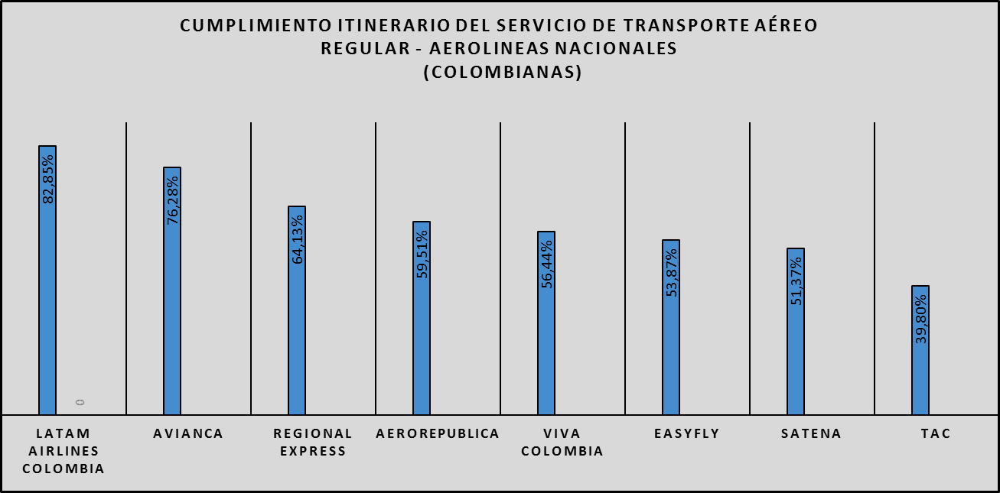 CUMPLIMIENTO ITINERARIO DEL SERVICIO DE TRANSPORTE AÉREO
REGULAR - AEROLINEAS NACIONALES
(COLOMBIANAS)
82,85%
76,28%
64,13%
59,51%
56,44%
53,87%
51,37%
39,80%
0
LATAM
AIRLINES
COLOMBIA
AVIANCA
REGIONAL
EXPRESS
AEROREPUBLICA
VIVA
COLOMBIA
EASYFLY
SATENA
TAC